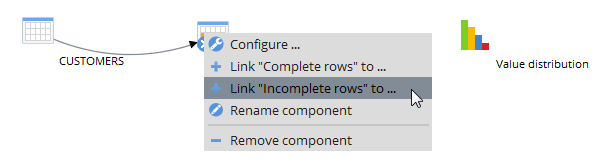 Configure ...
CUSTOMERS
Link "Complete rows" to ...
Value distribution
Link "Incomplete rows" to ...
Rename component
Remove component